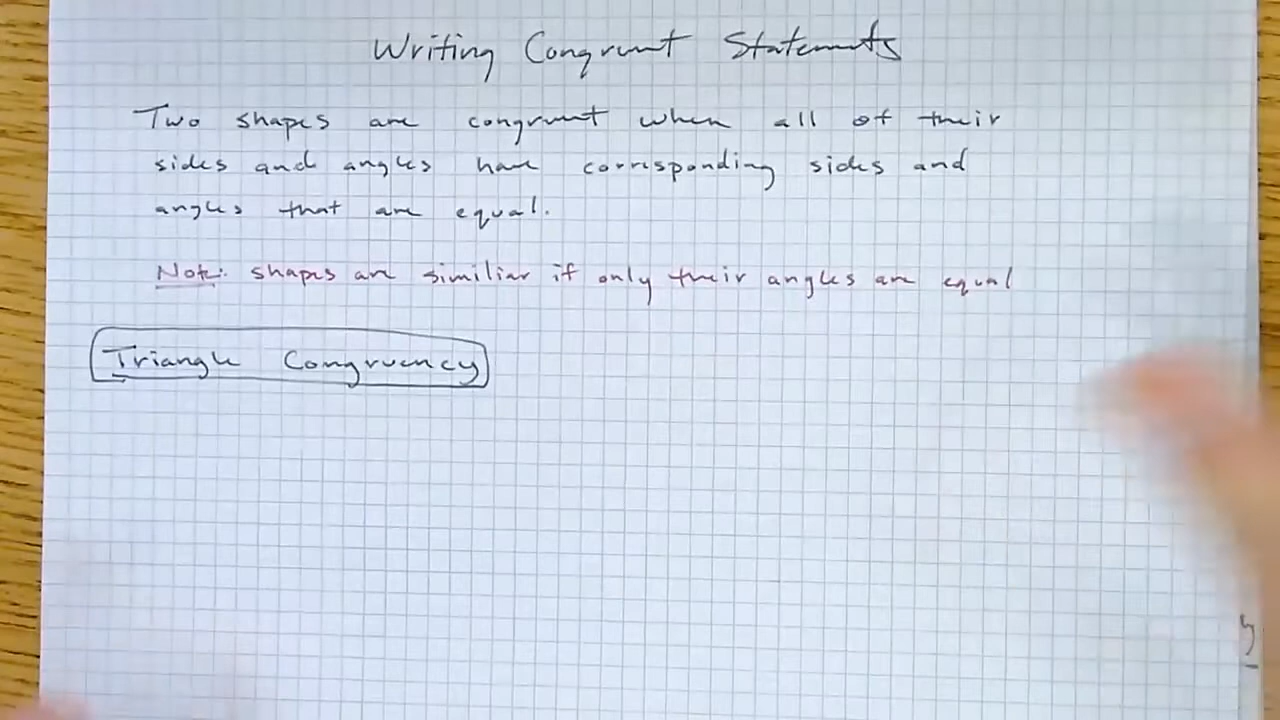 Writing Congruent Statements
Two shapes are congruent when all of their
sides and angles have corresponding sides and
angles that are equal.
Note: shapes are similiar if only their angles are equal
Triangle Congruency